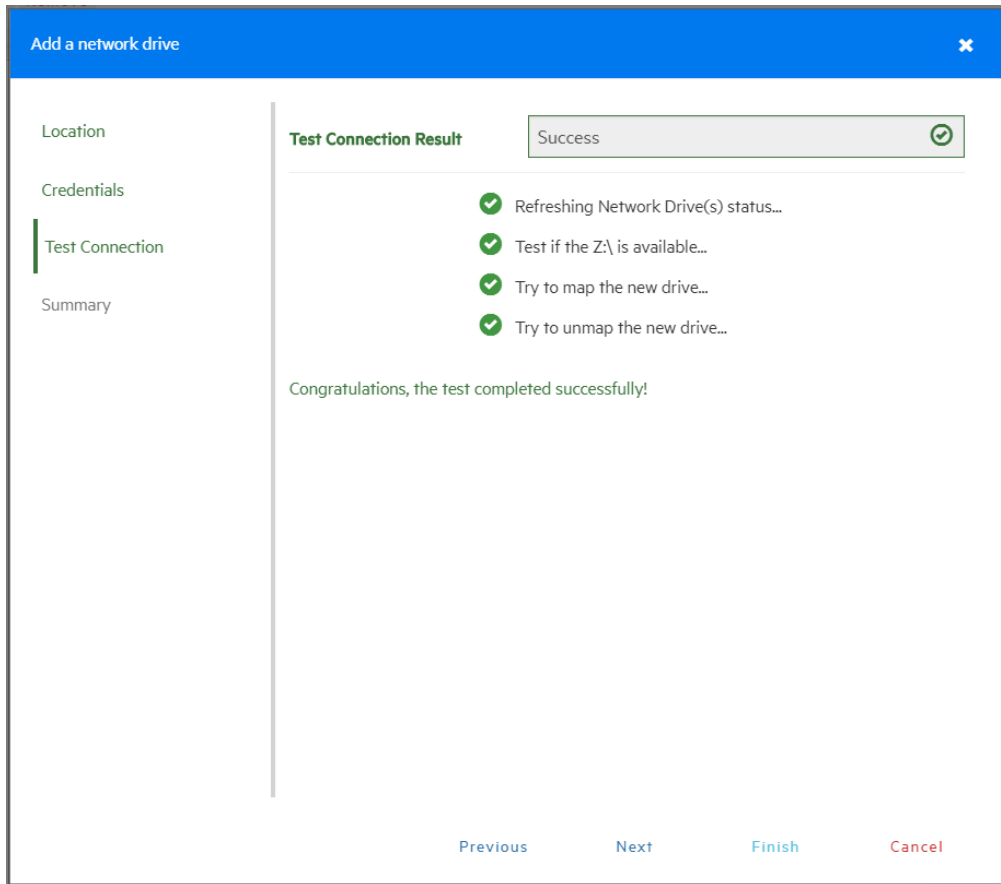 Add a network drive
Location
Credentials
Test Connection
Summary
Test Connection Result
Success
Refreshing Network Drive(s) status...
Test if the Z:\ is available...
Try to map the new drive...
Try to unmap the new drive...
Congratulations, the test completed successfully!
Previous Next Finish Cancel